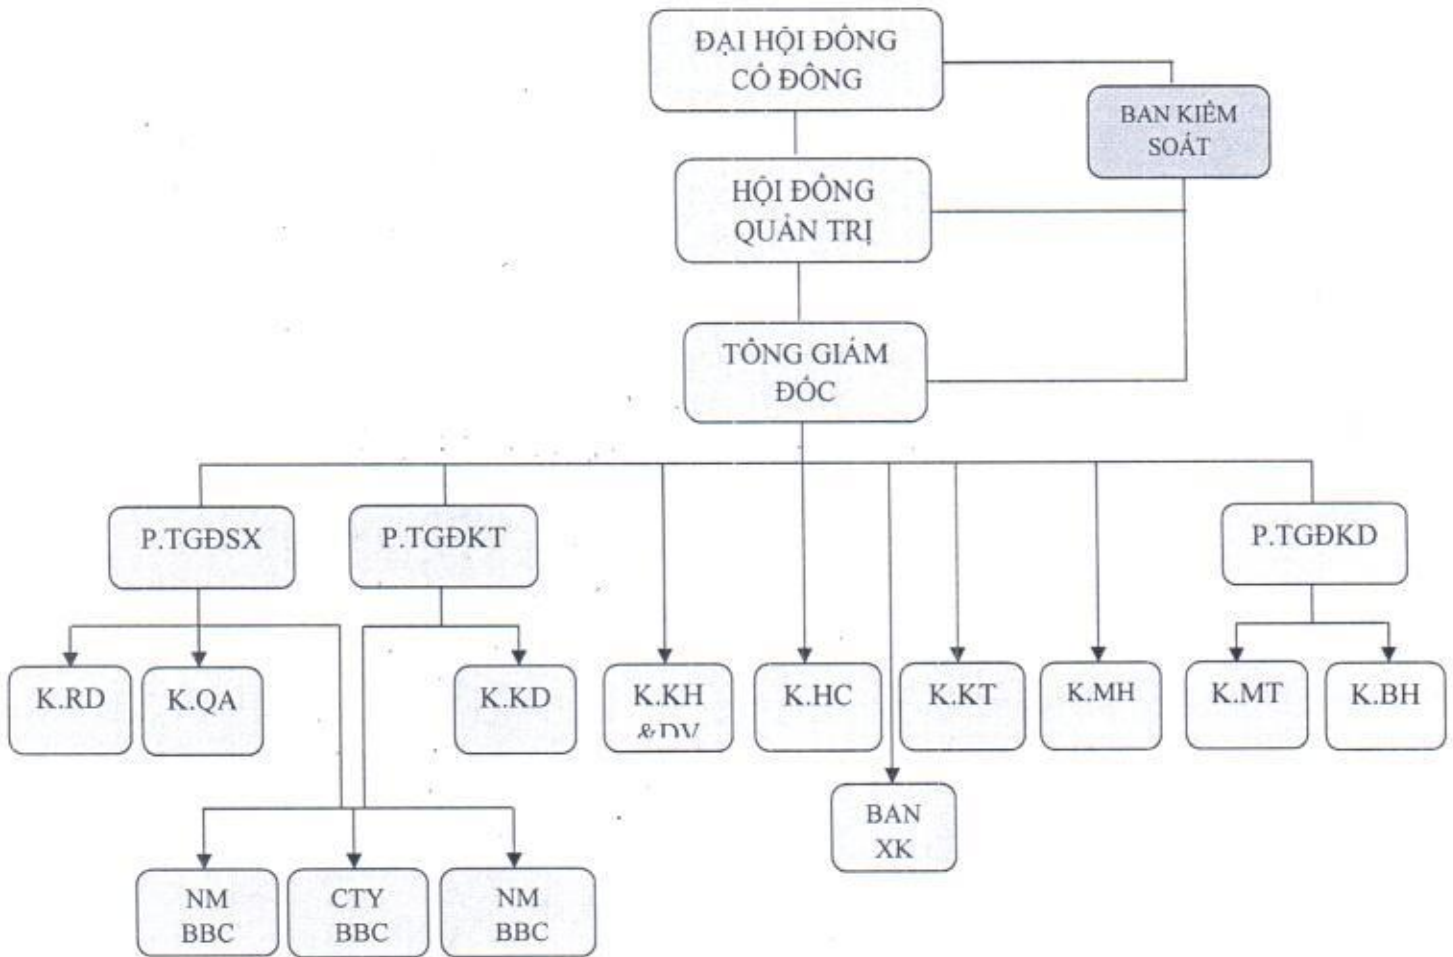 ĐẠI HỘI ĐỒNG
CỔ ĐÔNG
BAN KIỂM
SOÁT
HỘI ĐỒNG
QUẢN TRỊ
TỔNG GIÁM
ĐỐC
P.TGĐSX
P.TGĐKT
P.TGĐKD
K.RD
K.QA
K.KD
K.KH
&DV
K.HC
K.KT
K.MH
K.MT
K.BH
BAN
XK
NM
BBC
CTY
BBC
NM
BBC